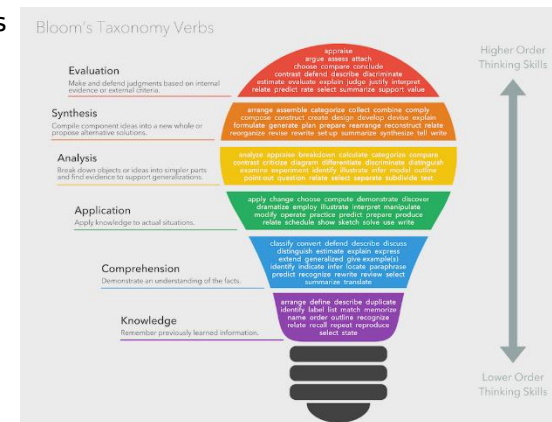 s
Bloom's Taxonomy Verbs
Higher Order
Thinking Skills
Evaluation
Make and defend judgments based on internal
evidence or external criteria.
appraise
argue assess attach
choose compare conclude
contrast defend describe discriminate
estimate evaluate explain judge justify interpret
relate predict rate select summarize support value
Synthesis
Compile component ideas into a new whole or
propose alternative solutions.
arrange assemble categorize collect combine comply
compose construct create design develop devise explain
formulate generate plan prepare rearrange reconstruct relate
reorganize revise rewrite set up summarize synthesize tell write
Analysis
Break down objects or ideas into simpler parts
and find evidence to support generalizations.
analyze appraise breakdown calculate categorize compare
contrast criticize diagram differentiate discriminate distinguish
examine experiment identify illustrate infer model outline
point out question relate select separate subdivide test
Application
Apply knowledge to actual situations.
apply change choose compute demonstrate discover
dramatize employ illustrate interpret manipulate
modify operate practice predict prepare produce
relate schedule show sketch solve use write
Comprehension
Demonstrate an understanding of the facts.
classify convert defend describe discuss
distinguish estimate explain express
extend generalized give example(s)
identify indicate infer locate paraphrase
predict recognize rewrite review select
summarize translate
Knowledge
Remember previously learned information.
arrange define describe duplicate
identify label list match memorize
name order outline recognize
relate recall repeat reproduce
select state
Lower Order
Thinking Skills